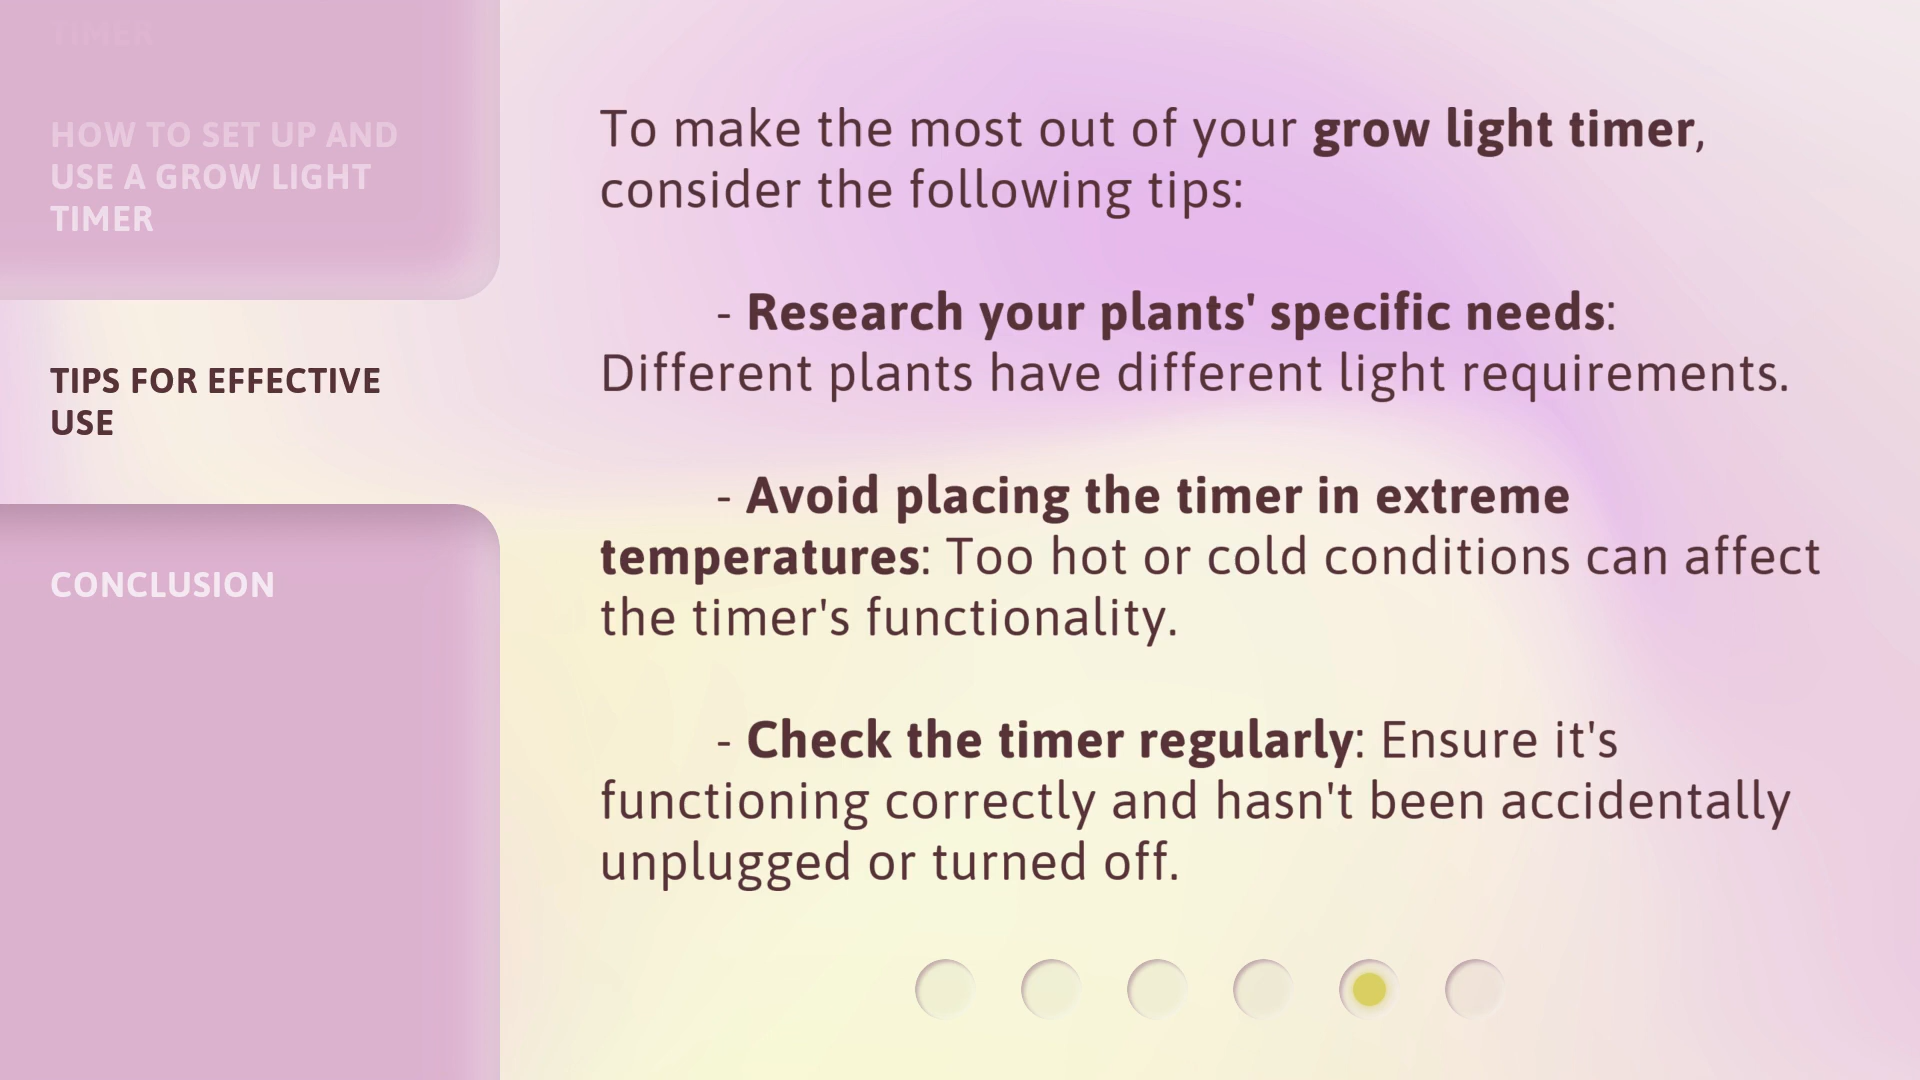 TIMER
HOW TO SET UP AND
USE A GROW LIGHT
TIMER
TIPS FOR EFFECTIVE
USE
CONCLUSION
To make the most out of your grow light timer,
consider the following tips:
- Research your plants' specific needs:
Different plants have different light requirements.
- Avoid placing the timer in extreme
temperatures: Too hot or cold conditions can affect
the timer's functionality.
- Check the timer regularly: Ensure it's
functioning correctly and hasn't been accidentally
unplugged or turned off.